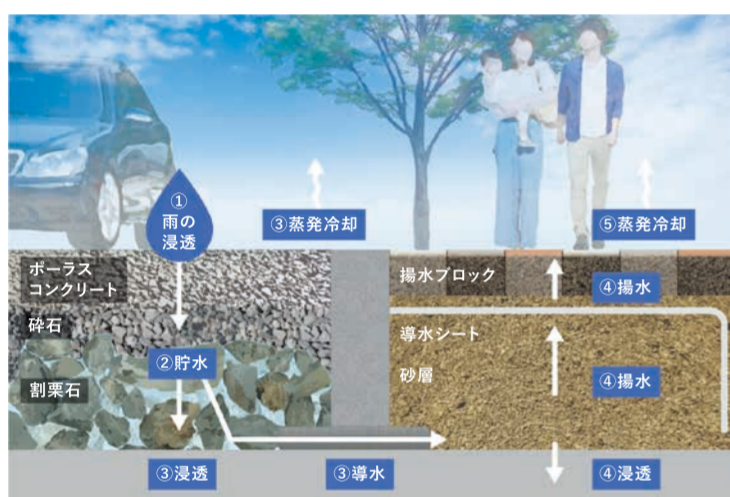 ①
雨の
浸透
③蒸発冷却
⑤蒸発冷却
ポーラス
コンクリート
砕石
②貯水
割栗石
③浸透
③導水
揚水ブロック
④揚水
導水シート
砂層
④揚水
④浸透